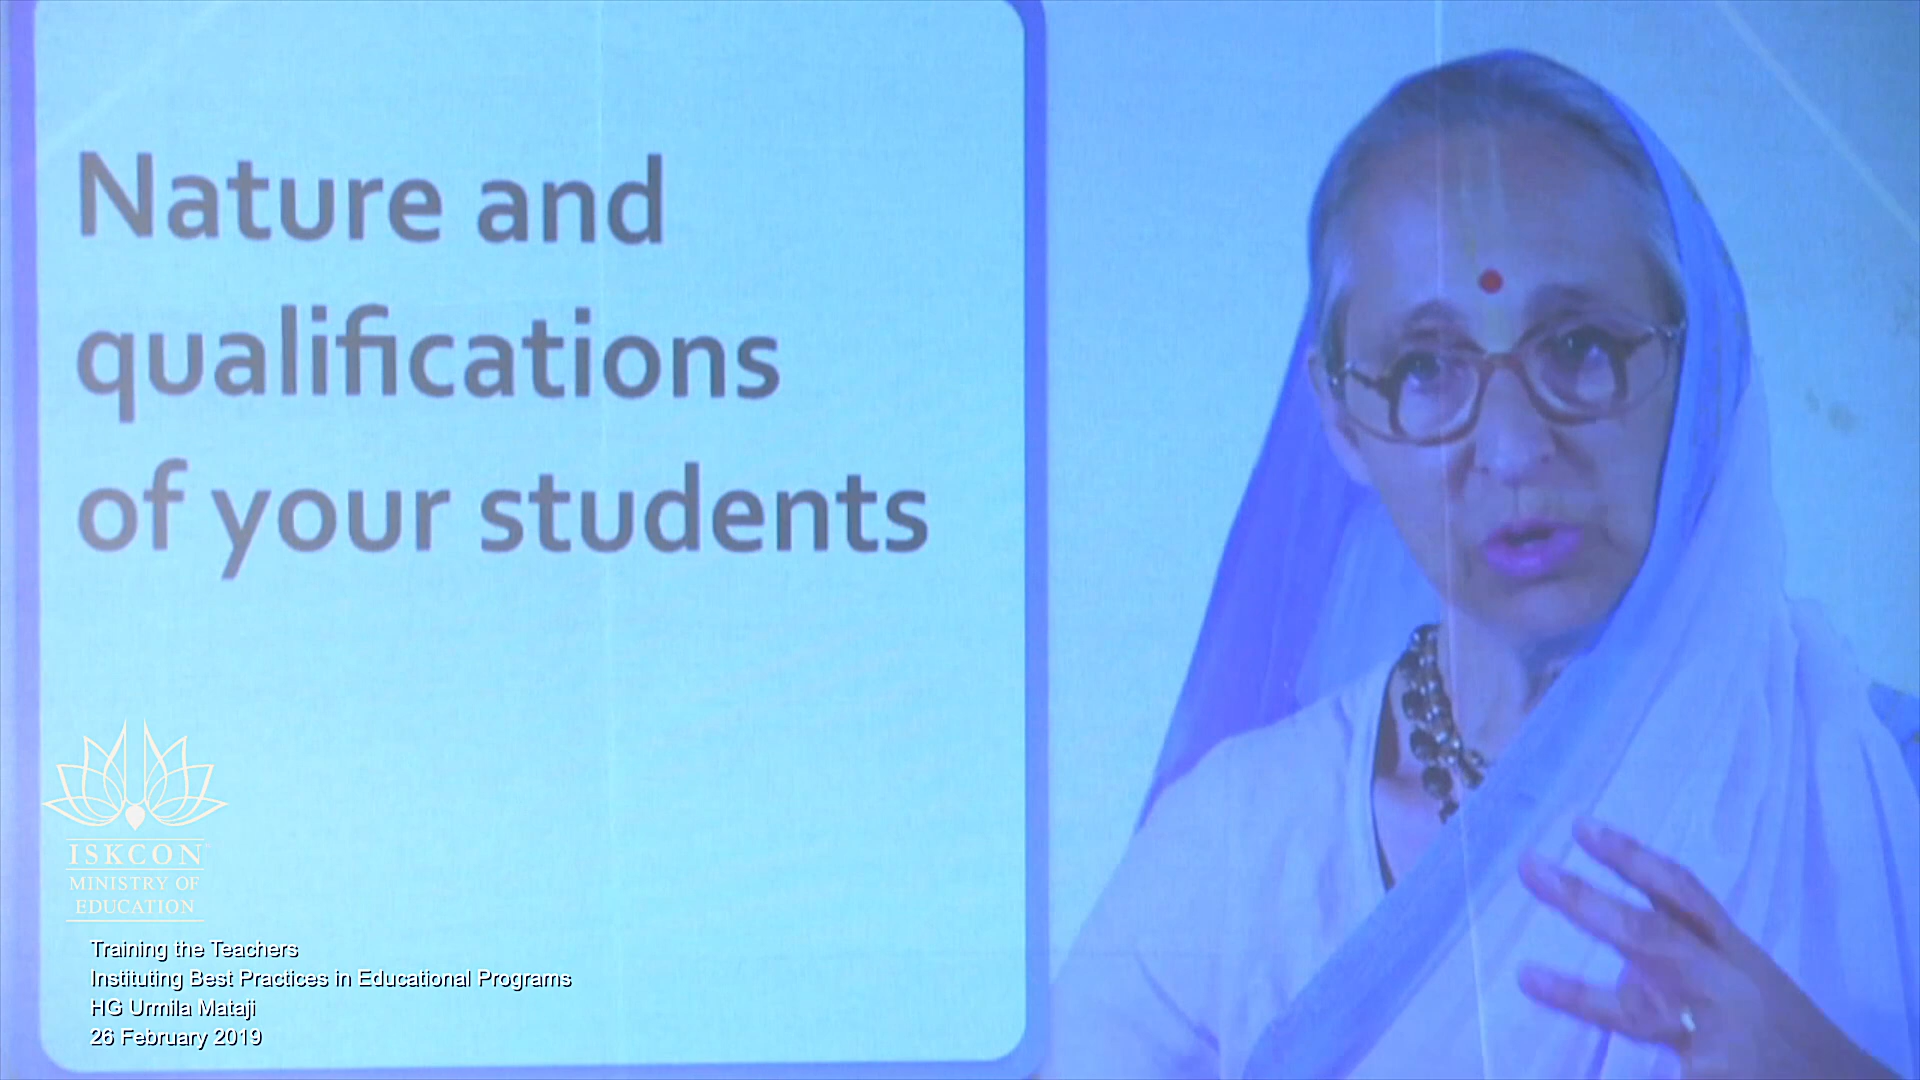 Nature and
qualifications
of your students
ISKCON
MINISTRY OF
EDUCATION
Training the Teachers
Instituting Best Practices in Educational Programs
HG Urmila Mataji
26 February 2019